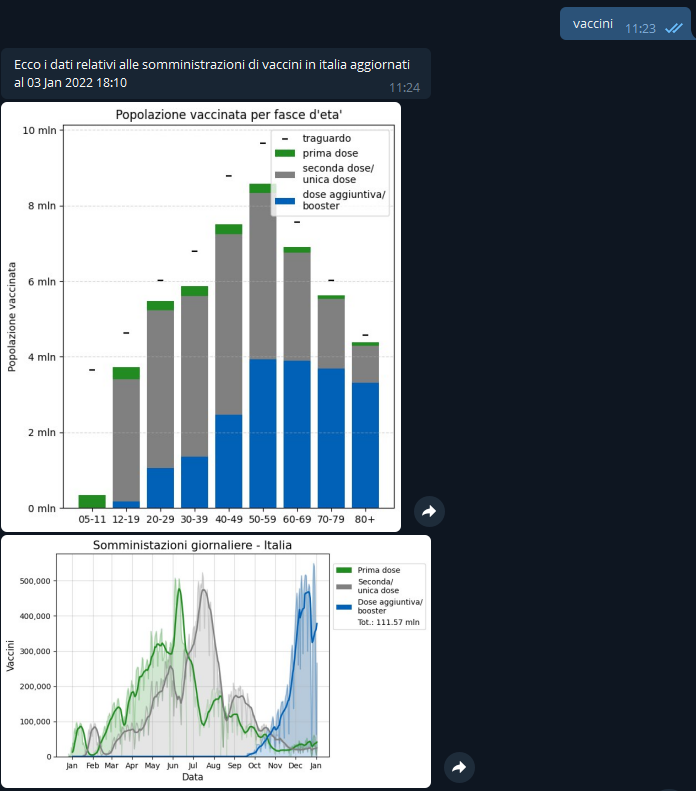 vaccini 11:23
Ecco i dati relativi alle somministrazioni di vaccini in italia aggiornati
al 03 Jan 2022 18:10
11:24
Popolazione vaccinata per fasce d'eta'
10 mln
8 mln
6 mln
4 mln
2 mln
0 mln
Popolazione vaccinata
traguardo
prima dose
seconda dose/
unica dose
dose aggiuntiva/
booster
05-11 12-19 20-29 30-39 40-49 50-59 60-69 70-79 80+
Somministazioni giornaliere - Italia
500,000
400,000
300,000
200,000
100,000
0
Vaccini
Jan Feb Mar Apr May Jun Jul Aug Sep Oct Nov Dec Jan
Data
Prima dose
Seconda/
unica dose
Dose aggiuntiva/
booster
Tot.: 111.57 mln